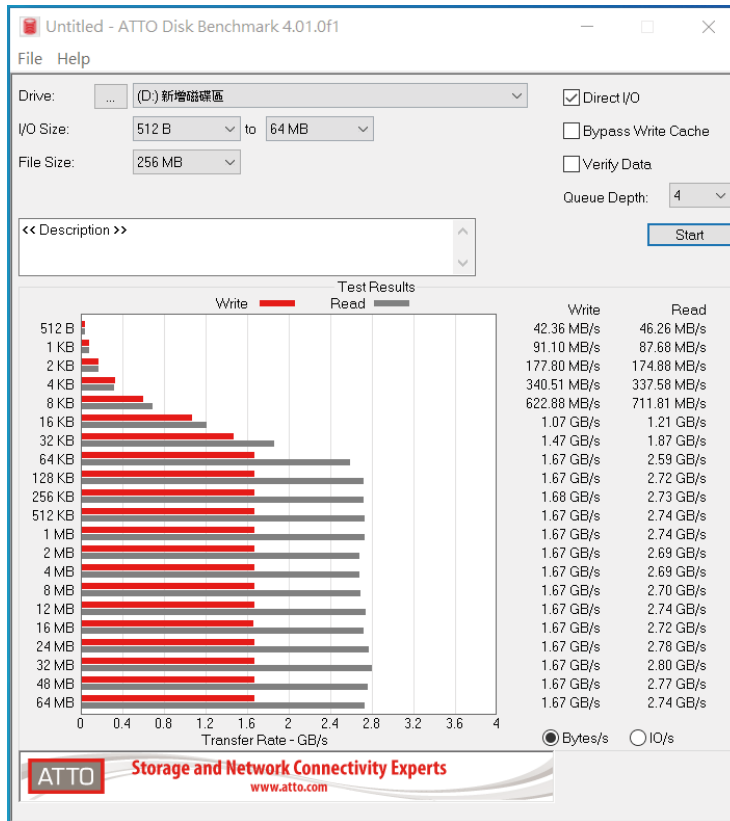 Untitled - ATTO Disk Benchmark 4.01.0f1
File Help
Drive: ... (D:) 新增磁碟區 Direct I/O
I/O Size: 512 B to 64 MB Bypass Write Cache
File Size: 256 MB Verify Data
Queue Depth: 4
<< Description >> Start
Test Results
Write Read Write Read
512 B 42.36 MB/s 46.26 MB/s
1 KB 91.10 MB/s 87.68 MB/s
2 KB 177.80 MB/s 174.88 MB/s
4 KB 340.51 MB/s 337.58 MB/s
8 KB 622.88 MB/s 711.81 MB/s
16 KB 1.07 GB/s 1.21 GB/s
32 KB 1.47 GB/s 1.87 GB/s
64 KB 1.67 GB/s 2.59 GB/s
128 KB 1.67 GB/s 2.72 GB/s
256 KB 1.68 GB/s 2.73 GB/s
512 KB 1.67 GB/s 2.74 GB/s
1 MB 1.67 GB/s 2.74 GB/s
2 MB 1.67 GB/s 2.69 GB/s
4 MB 1.67 GB/s 2.69 GB/s
8 MB 1.67 GB/s 2.70 GB/s
12 MB 1.67 GB/s 2.74 GB/s
16 MB 1.67 GB/s 2.72 GB/s
24 MB 1.67 GB/s 2.78 GB/s
32 MB 1.67 GB/s 2.80 GB/s
48 MB 1.67 GB/s 2.77 GB/s
64 MB 1.67 GB/s 2.74 GB/s
0 0.4 0.8 1.2 1.6 2 2.4 2.8 3.2 3.6 4
Transfer Rate - GB/s Bytes/s IO/s
ATTO Storage and Network Connectivity Experts
www.atto.com